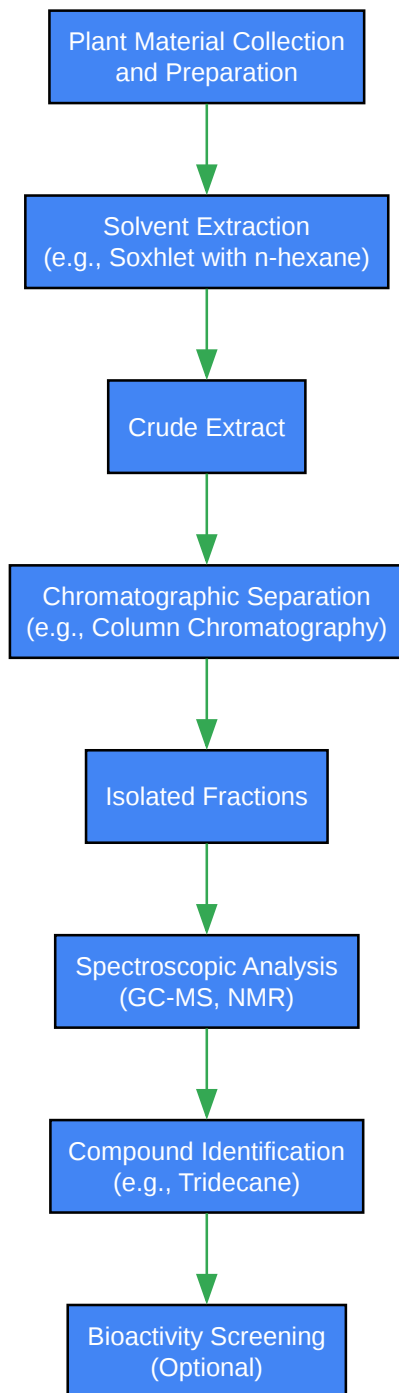 Plant Material Collection
and Preparation
Solvent Extraction
(e.g., Soxhlet with n-hexane)
Crude Extract
Chromatographic Separation
(e.g., Column Chromatography)
Isolated Fractions
Spectroscopic Analysis
(GC-MS, NMR)
Compound Identification
(e.g., Tridecane)
Bioactivity Screening
(Optional)